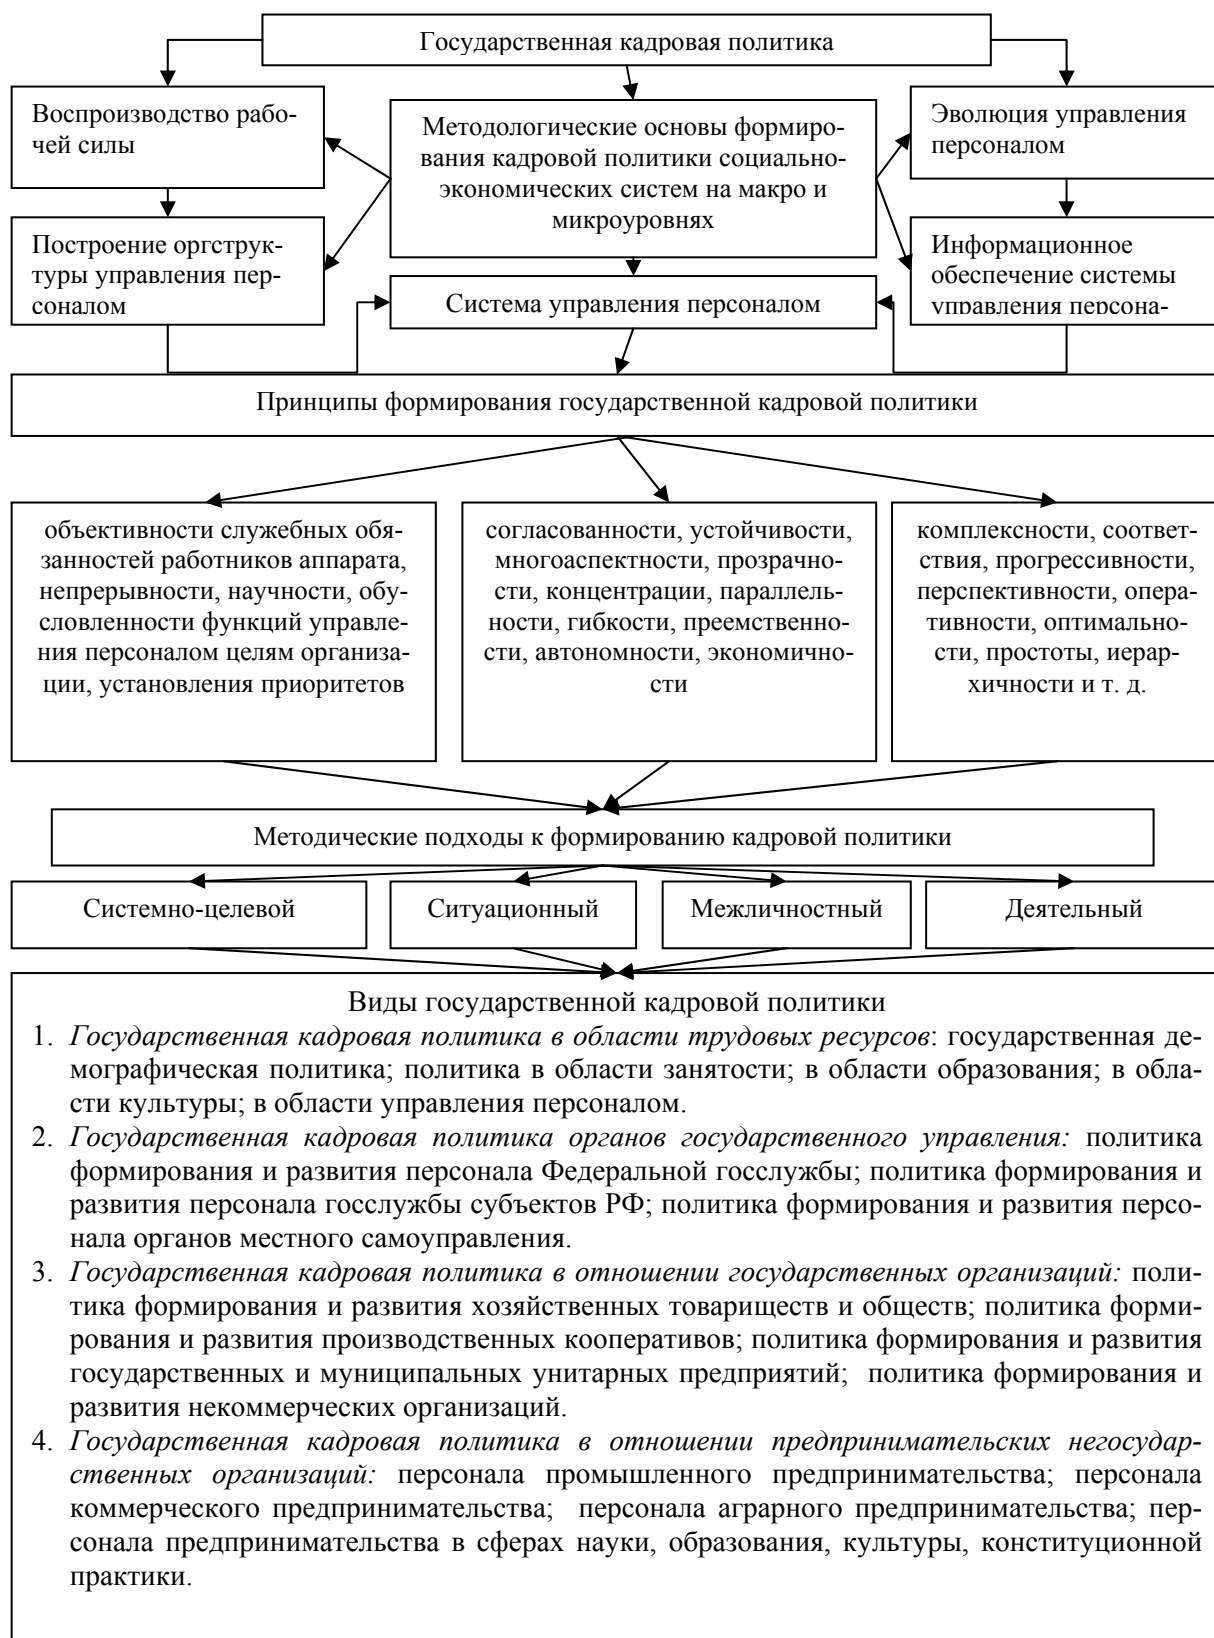 Государственная кадровая политика
Воспроизводство рабо-
чей силы
Методологические основы формиро-
вания кадровой политики социально-
экономических систем на макро и
микроуровнях
Эволюция управления
персоналом
Построение оргструк-
туры управления пер-
соналом
Информационное
обеспечение системы
управления персона-
Система управления персоналом
Принципы формирования государственной кадровой политики
объективности служебных обя-
занностей работников аппарата,
непрерывности, научности, обу-
словленности функций управле-
ния персоналом целям организа-
ции, установления приоритетов
согласованности, устойчивости,
многоаспектности, прозрачно-
сти, концентрации, параллель-
ности, гибкости, преемственно-
сти, автономности, экономично-
сти
комплексности, соответ-
ствия, прогрессивности,
перспективности, опера-
тивности, оптимально-
сти, простоты, иерар-
хичности и т. д.
Методические подходы к формированию кадровой политики
Системно-целевой
Ситуационный
Межличностный
Деятельный
Виды государственной кадровой политики
1. Государственная кадровая политика в области трудовых ресурсов: государственная де-
мографическая политика; политика в области занятости; в области образования; в обла-
сти культуры; в области управления персоналом.
2. Государственная кадровая политика органов государственного управления: политика
формирования и развития персонала Федеральной госслужбы; политика формирования и
развития персонала госслужбы субъектов РФ; политика формирования и развития персо-
нала органов местного самоуправления.
3. Государственная кадровая политика в отношении государственных организаций: поли-
тика формирования и развития хозяйственных товариществ и обществ; политика форми-
рования и развития производственных кооперативов; политика формирования и развития
государственных и муниципальных унитарных предприятий; политика формирования и
развития некоммерческих организаций.
4. Государственная кадровая политика в отношении предпринимательских негосудар-
ственных организаций: персонала промышленного предпринимательства; персонала
коммерческого предпринимательства; персонала аграрного предпринимательства; пер-
сонала предпринимательства в сферах науки, образования, культуры, конституционной
практики.